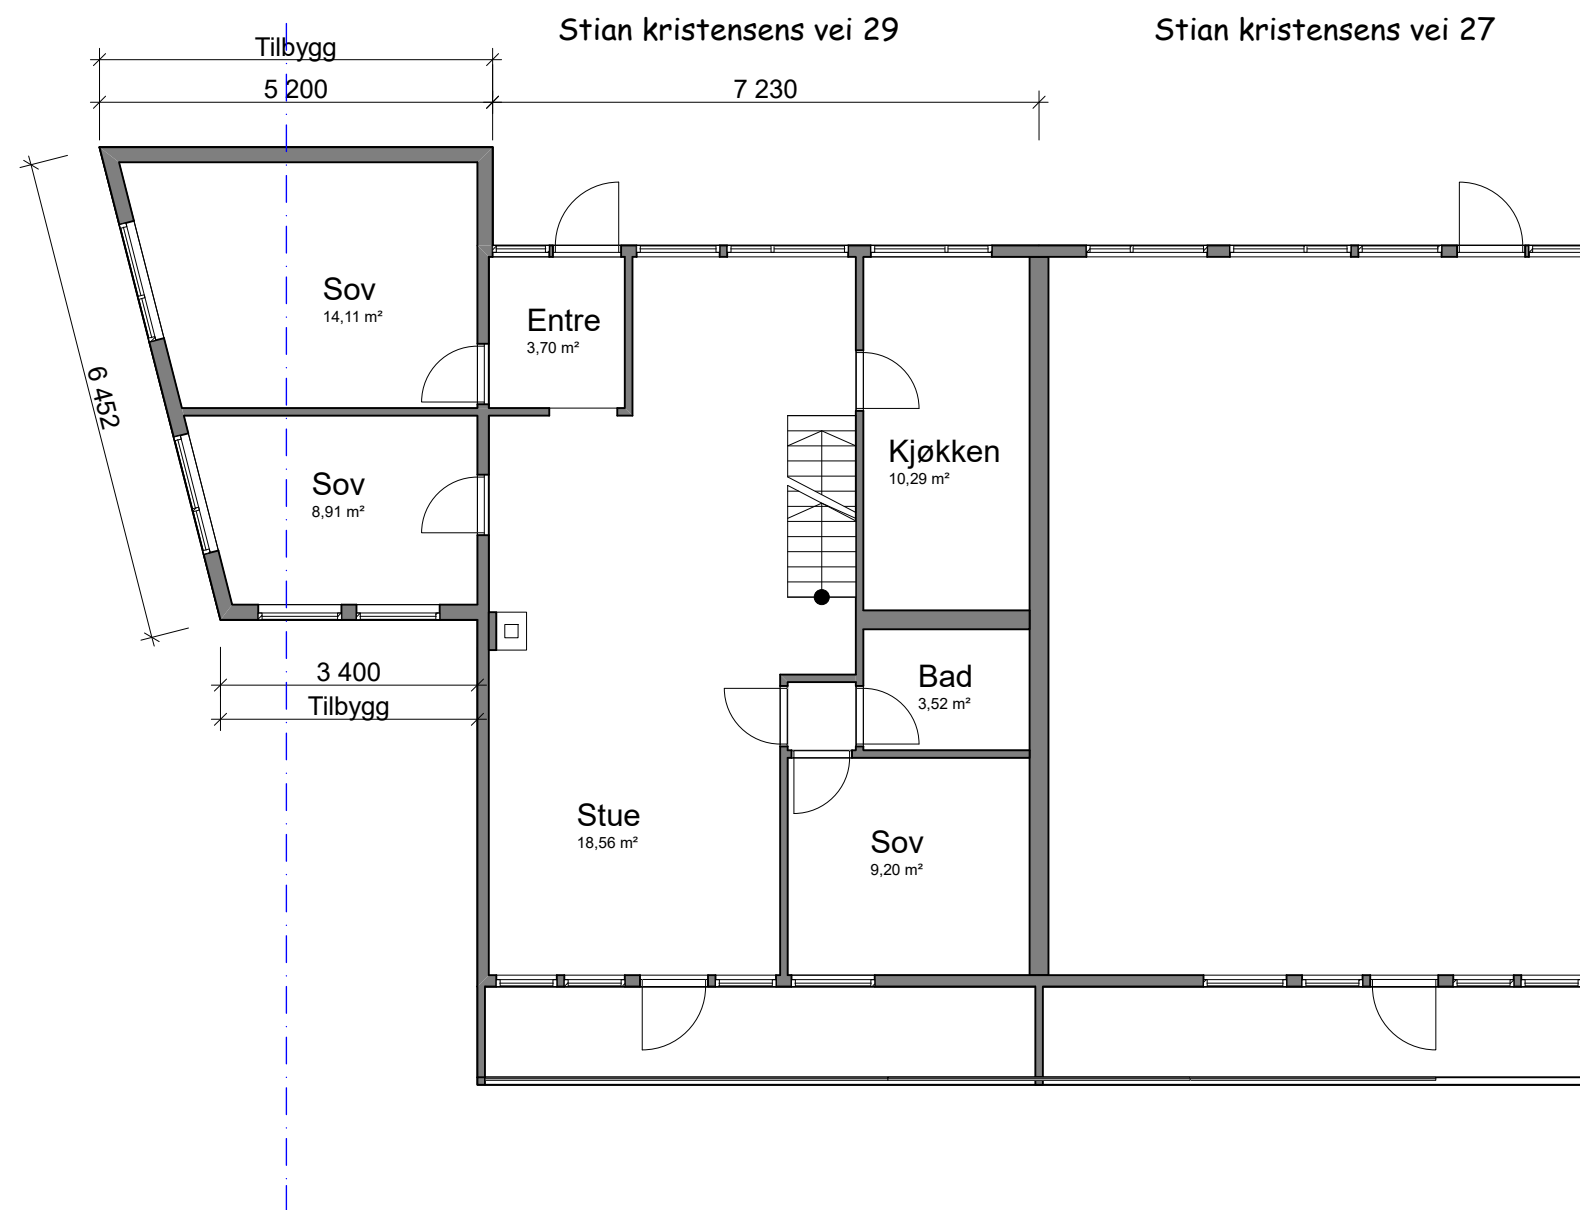 Stian kristensens vei 29
Stian kristensens vei 27
Tilbygg
5 200
7 230
6 452
Sov
14,11 m²
Entre
3,70 m²
Kjøkken
10,29 m²
Sov
8,91 m²
3 400
Tilbygg
Bad
3,52 m²
Stue
18,56 m²
Sov
9,20 m²